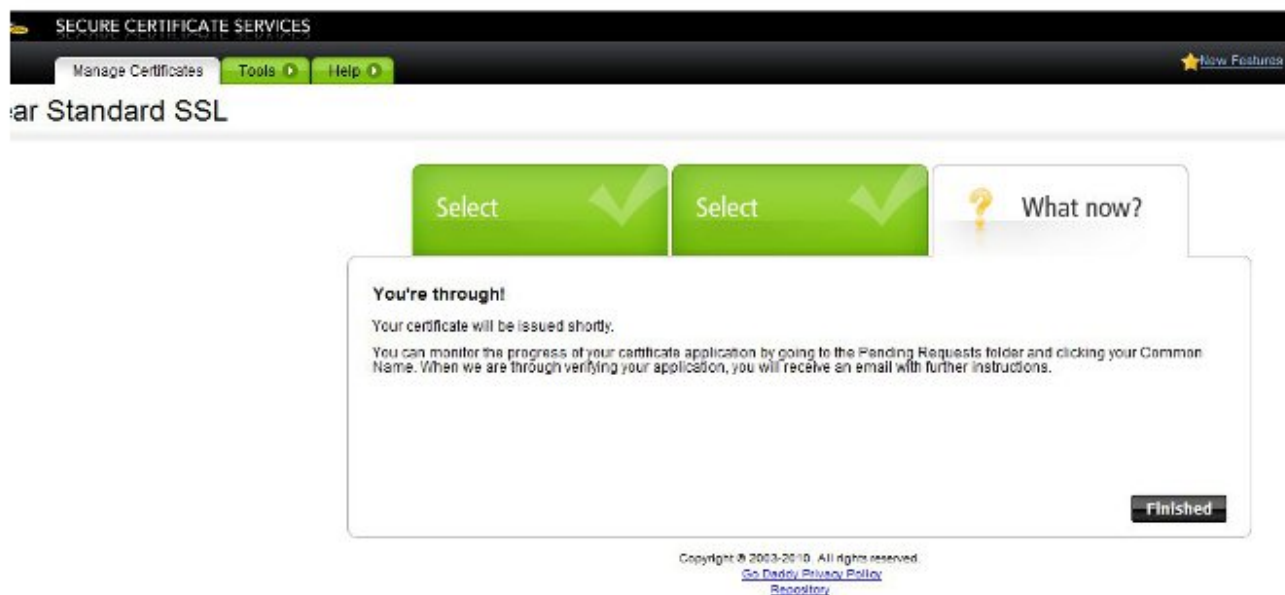 SECURE CERTIFICATE SERVICES
Manage Certificates Tools Help New Features
ear Standard SSL
Select Select ? What now?
You're through!
Your certificate will be issued shortly.
You can monitor the progress of your certificate application by going to the Pending Requests folder and clicking your Common
Name. When we are through verifying your application, you will receive an email with further instructions.
Finished
Copyright © 2003-2010. All rights reserved.
Go Daddy Privacy Policy
Repository